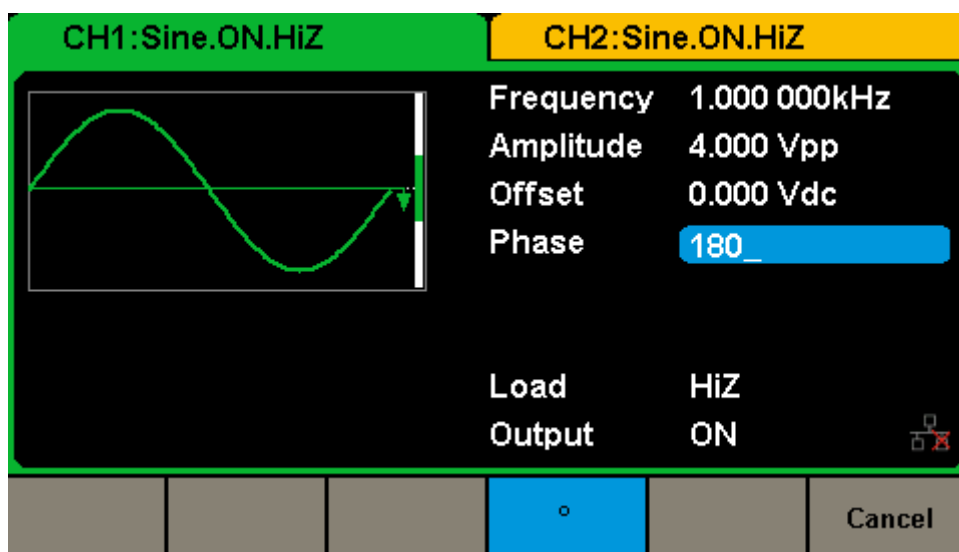 CH1:Sine.ON.HiZ CH2:Sine.ON.HiZ
Frequency 1.000 000kHz
Amplitude 4.000 Vpp
Offset 0.000 Vdc
Phase 180_
Load HiZ
Output ON
° Cancel